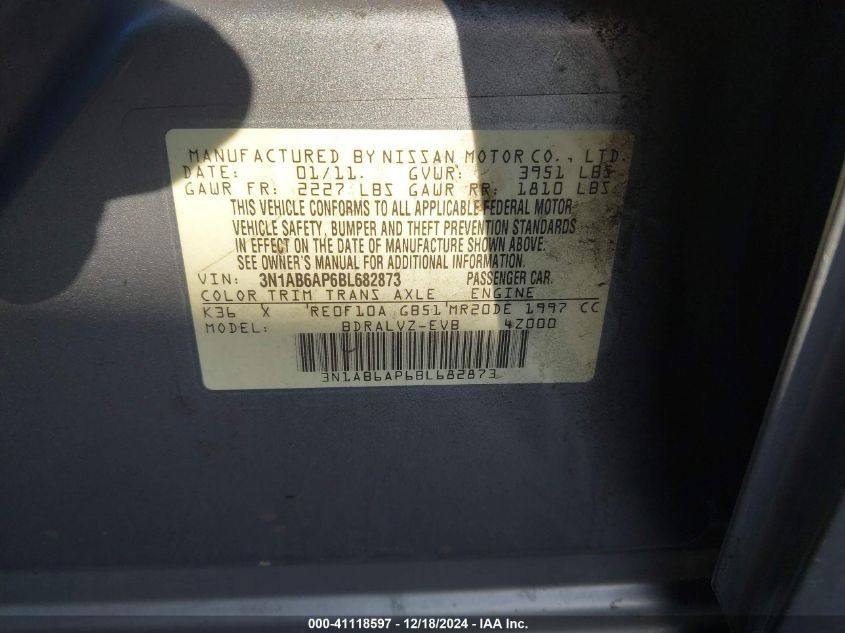 MANUFACTURED BY NISSAN MOTOR CO., LTD.
DATE: 01/11. GVWR: 3951 LBS
GAWR FR: 2227 LBS GAWR RR: 1810 LBS
THIS VEHICLE CONFORMS TO ALL APPLICABLE FEDERAL MOTOR
VEHICLE SAFETY, BUMPER AND THEFT PREVENTION STANDARDS
IN EFFECT ON THE DATE OF MANUFACTURE SHOWN ABOVE.
SEE OWNER'S MANUAL FOR ADDITIONAL INFORMATION.
VIN: 3N1AB6AP6BL682873 PASSENGER CAR.
COLOR TRIM TRANS AXLE ENGINE
K36 X RE0F10A GB51 MR20DE 1997 CC
MODEL: BDRALVZ-EVB 4Z000
3N1AB6AP6BL682873
000-41118597 - 12/18/2024 - IAA Inc.